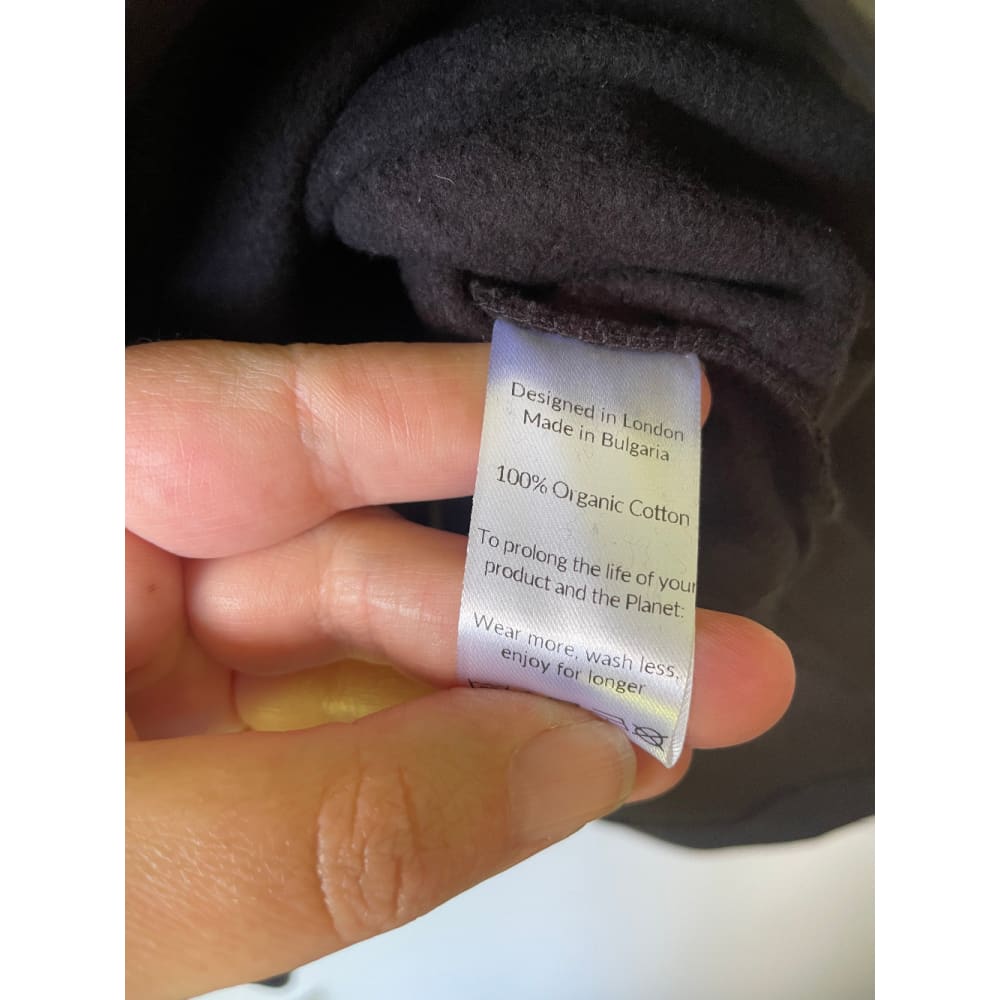 Designed in London
Made in Bulgaria
100% Organic Cotton
To prolong the life of your
product and the Planet:
Wear more, wash less,
enjoy for longer